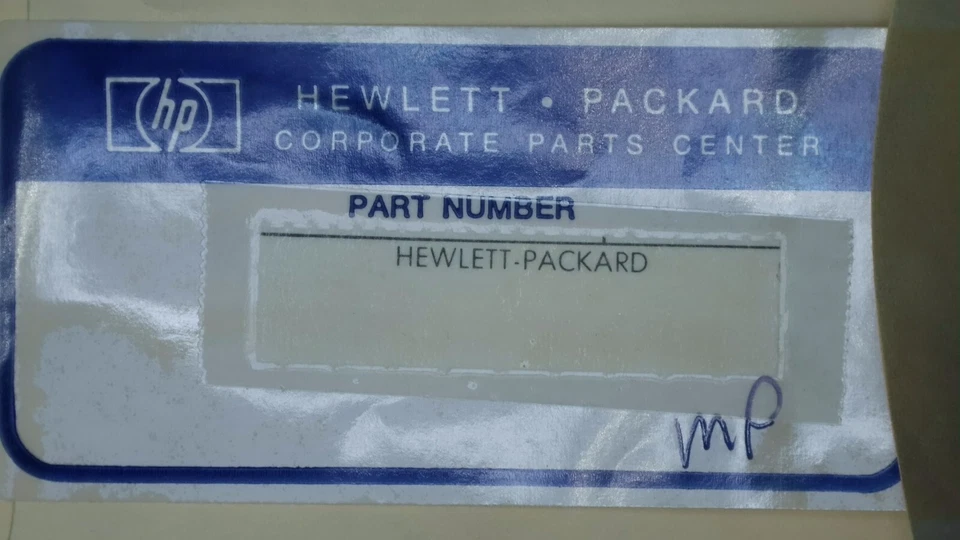 hp
HEWLETT • PACKARD
CORPORATE PARTS CENTER
PART NUMBER
HEWLETT-PACKARD
MP